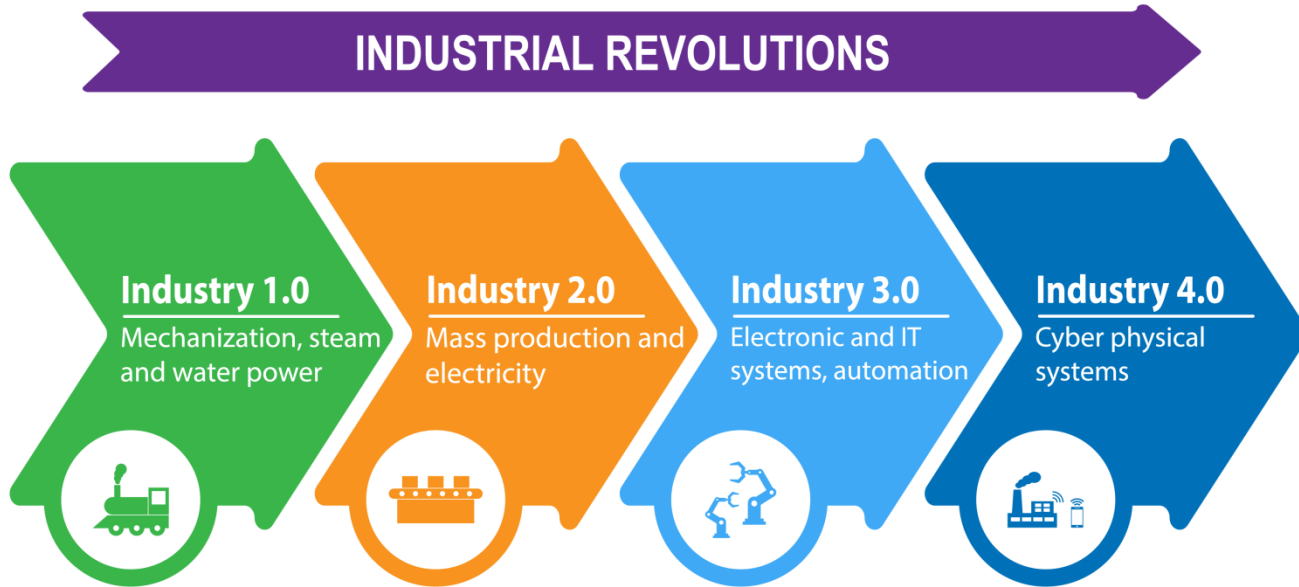 INDUSTRIAL REVOLUTIONS
Industry 1.0
Mechanization, steam
and water power
Industry 2.0
Mass production and
electricity
Industry 3.0
Electronic and IT
systems, automation
Industry 4.0
Cyber physical
systems